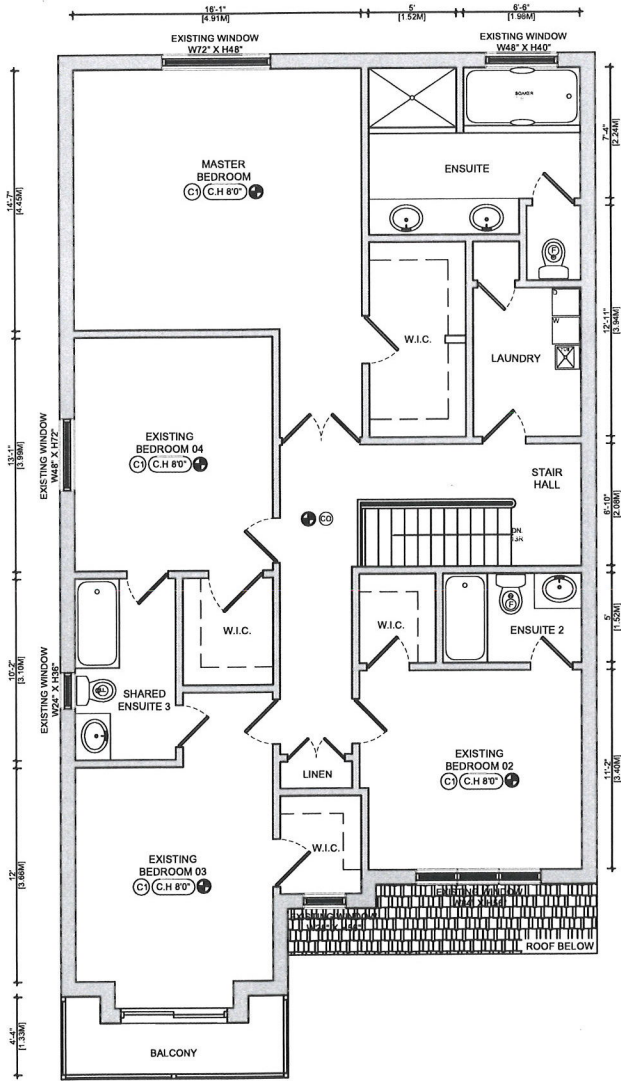 16'-1"
[4.91M]
5'
[1.52M]
6'-6"
[1.98M]
EXISTING WINDOW
W72" X H48"
EXISTING WINDOW
W48" X H40"
SOAKER
14'-7"
[4.45M]
7'-4"
[2.24M]
MASTER
BEDROOM
C1 C.H 8'0"
ENSUITE
F
12'-11"
[3.94M]
D
W
W.I.C.
LAUNDRY
EXISTING WINDOW
W48" X H72"
13'-1"
[3.99M]
EXISTING
BEDROOM 04
C1 C.H 8'0"
STAIR
HALL
6'-10"
[2.08M]
CO
DN.
W.I.C.
W.I.C.
F
ENSUITE 2
5'
[1.52M]
10'-2"
[3.10M]
EXISTING WINDOW
W24" X H36"
SHARED
ENSUITE 3
EXISTING
BEDROOM 02
C1 C.H 8'0"
11'-2"
[3.40M]
LINEN
W.I.C.
12'
[3.66M]
EXISTING
BEDROOM 03
C1 C.H 8'0"
EXISTING WINDOW
EXISTING WINDOW
ROOF BELOW
4'-4"
[1.33M]
BALCONY